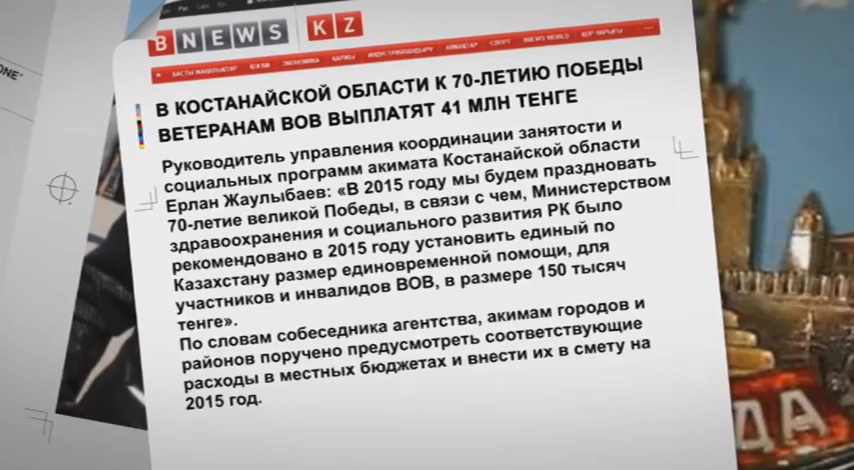 BNEWS KZ
В КОСТАНАЙСКОЙ ОБЛАСТИ К 70-ЛЕТИЮ ПОБЕДЫ
ВЕТЕРАНАМ ВОВ ВЫПЛАТЯТ 41 МЛН ТЕНГЕ
Руководитель управления координации занятости и
социальных программ акимата Костанайской области
Ерлан Жаулыбаев: «В 2015 году мы будем праздновать
70-летие великой Победы, в связи с чем, Министерством
здравоохранения и социального развития РК было
рекомендовано в 2015 году установить единый по
Казахстану размер единовременной помощи, для
участников и инвалидов ВОВ, в размере 150 тысяч
тенге».
По словам собеседника агентства, акимам городов и
районов поручено предусмотреть соответствующие
расходы в местных бюджетах и внести их в смету на
2015 год.
ДА